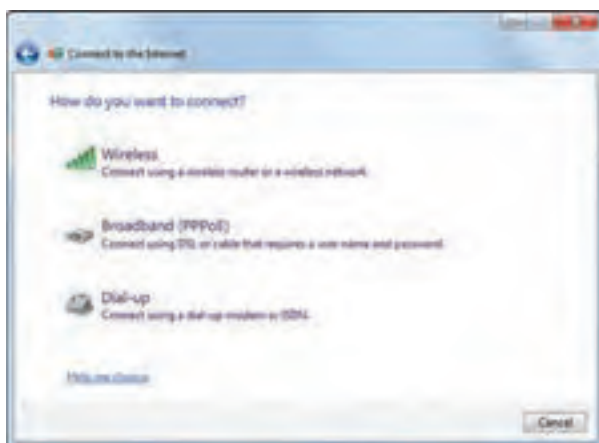 Connect to the Internet
How do you want to connect?
Wireless
Connect using a wireless router or a wireless network.
Broadband (PPPoE)
Connect using DSL or cable that requires a user name and password.
Dial-up
Connect using a dial-up modem or ISDN.
Help me choose
Cancel